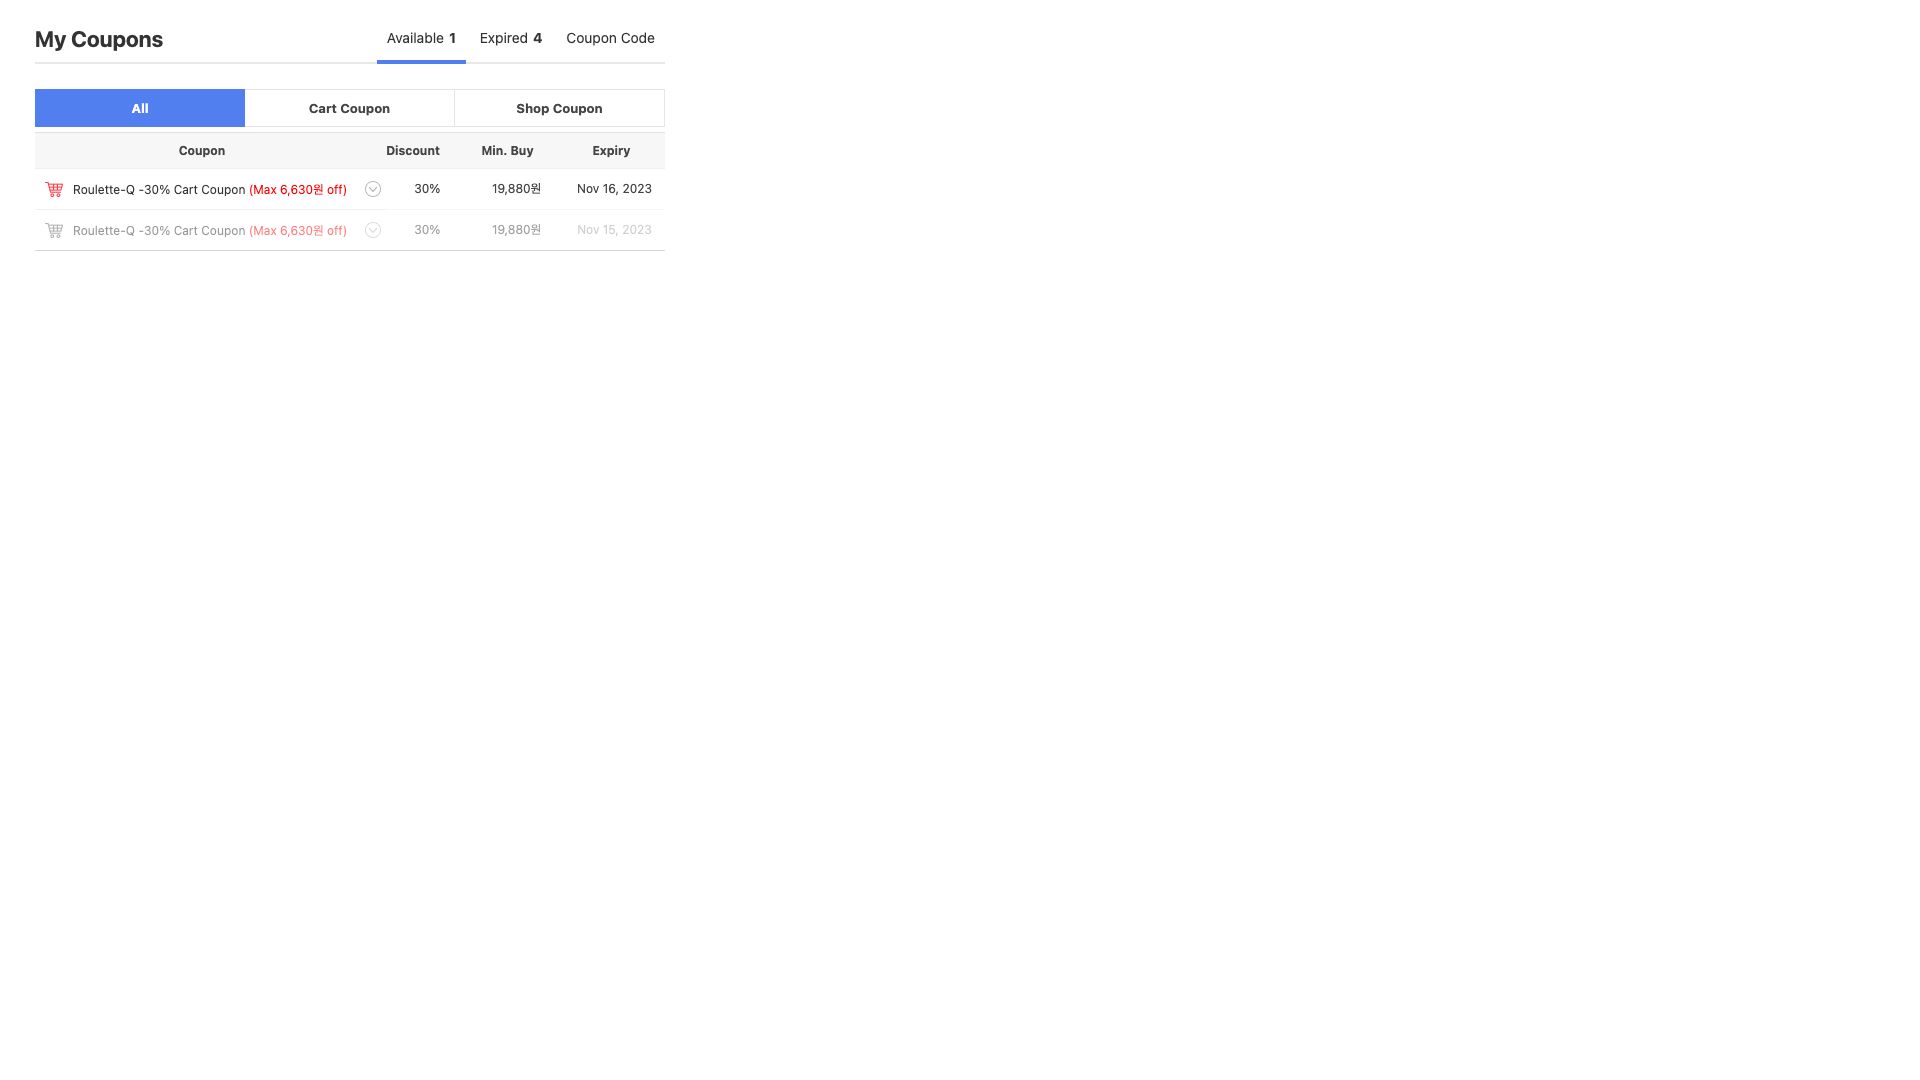 My Coupons
Available 1
Expired 4
Coupon Code
All
Cart Coupon
Shop Coupon
Coupon Discount Min. Buy Expiry
Roulette-Q -30% Cart Coupon (Max 6,630원 off) 30% 19,880원 Nov 16, 2023
Roulette-Q -30% Cart Coupon (Max 6,630원 off) 30% 19,880원 Nov 15, 2023